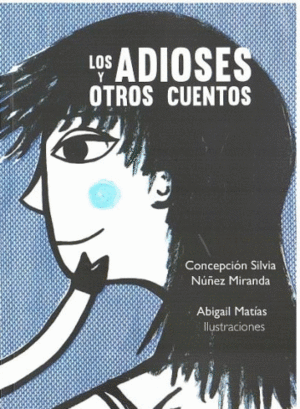 LOS ADIOSES
Y OTROS CUENTOS
Concepción Silvia
Núñez Miranda
Abigail Matías
Ilustraciones